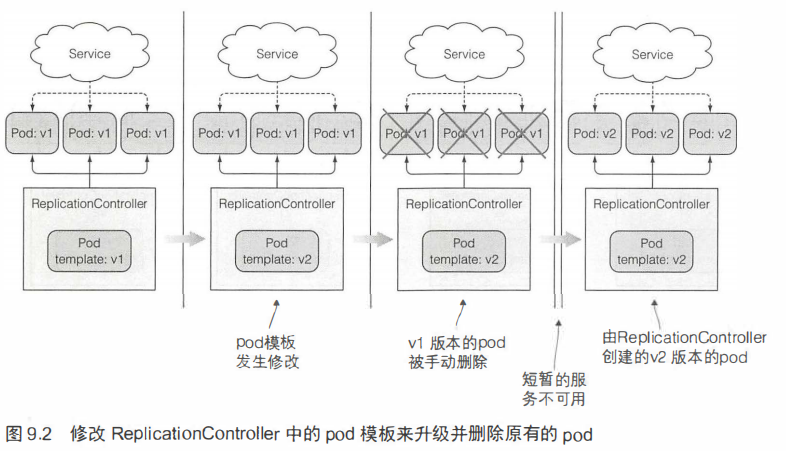 Service
Service
Service
Service
Pod: v1
Pod: v1
Pod: v1
Pod: v1
Pod: v1
Pod: v1
Pod: v1
Pod: v1
Pod: v1
Pod: v2
Pod: v2
Pod: v2
ReplicationController
ReplicationController
ReplicationController
ReplicationController
Pod
template: v1
Pod
template: v2
Pod
template: v2
Pod
template: v2
pod模板
发生修改
v1 版本的pod
被手动删除
短暂的服
务不可用
由ReplicationController
创建的v2 版本的pod
图 9.2 修改 ReplicationController 中的 pod 模板来升级并删除原有的 pod